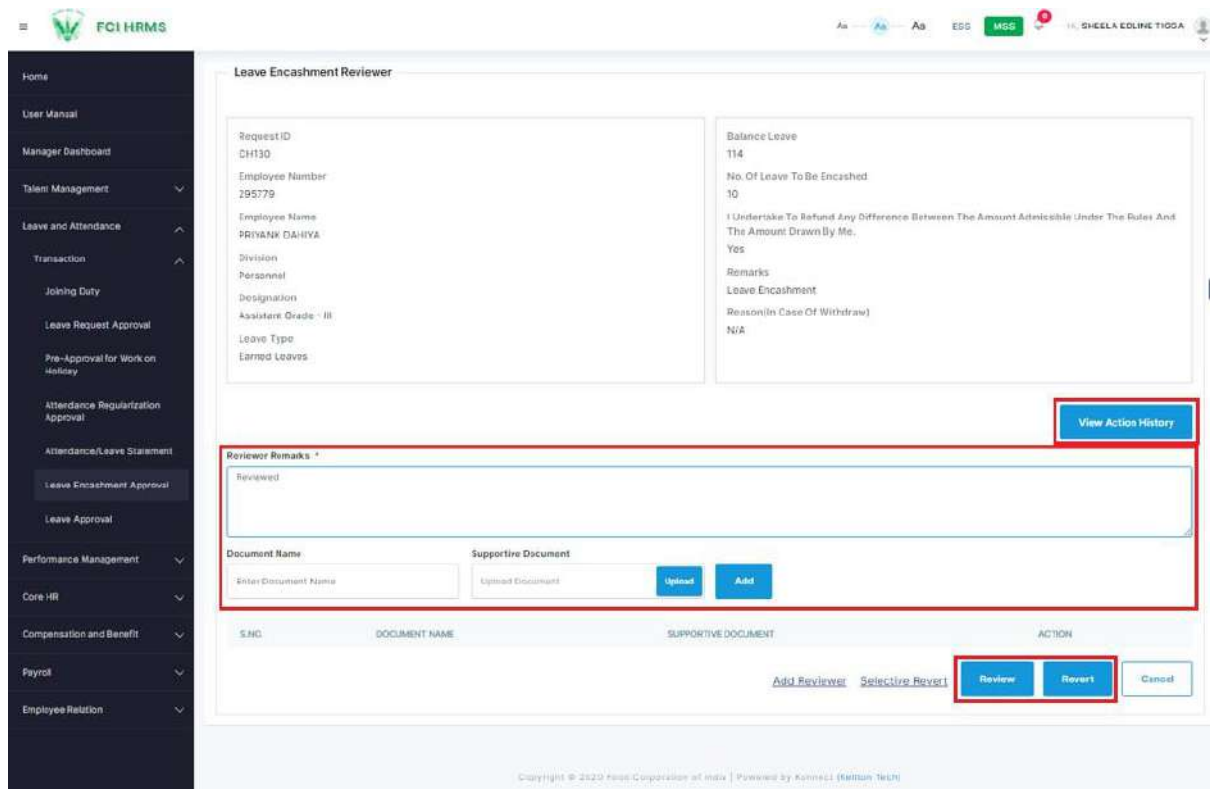 FCI HRMS
Aa Aa Aa ESS MSS 0 Hi, SHEELA EDLINE TIGGA
Home
User Manual
Manager Dashboard
Talent Management
Leave and Attendance
Transaction
Joining Duty
Leave Request Approval
Pre-Approval for Work on
Holiday
Attendance Regularization
Approval
Attendance/Leave Statement
Leave Encashment Approval
Leave Approval
Performance Management
Core HR
Compensation and Benefit
Payroll
Employee Relation
Leave Encashment Reviewer
Request ID
CH130
Employee Number
295779
Employee Name
PRIYANK DAHIYA
Division
Personnel
Designation
Assistant Grade - III
Leave Type
Earned Leaves
Balance Leave
114
No. Of Leave To Be Encashed
10
I Undertake To Refund Any Difference Between The Amount Admissible Under The Rules And
The Amount Drawn By Me.
Yes
Remarks
Leave Encashment
Reason(In Case Of Withdraw)
N/A
View Action History
Reviewer Remarks *
Reviewed
Document Name
Supportive Document
Enter Document Name
Upload Document
Upload
Add
S.NO. DOCUMENT NAME SUPPORTIVE DOCUMENT ACTION
Add Reviewer Selective Revert Review Revert Cancel
Copyright © 2020 Food Corporation of India | Powered by Konnect (Kellton Tech)